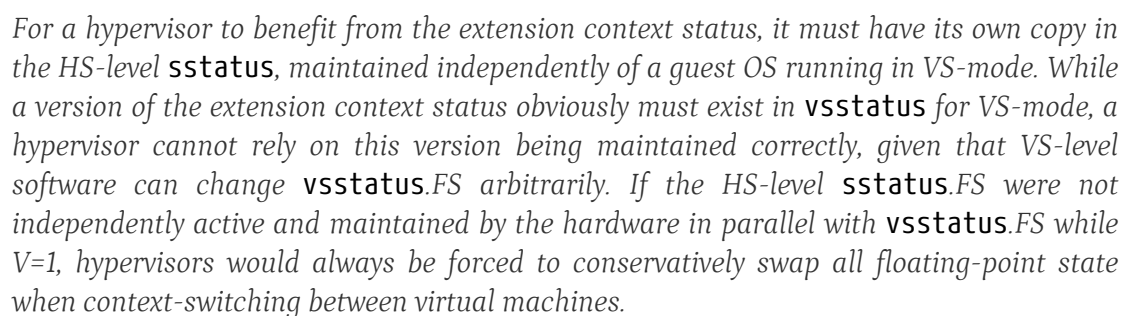 For a hypervisor to benefit from the extension context status, it must have its own copy in
the HS-level sstatus, maintained independently of a guest OS running in VS-mode. While
a version of the extension context status obviously must exist in vsstatus for VS-mode, a
hypervisor cannot rely on this version being maintained correctly, given that VS-level
software can change vsstatus.FS arbitrarily. If the HS-level sstatus.FS were not
independently active and maintained by the hardware in parallel with vsstatus.FS while
V=1, hypervisors would always be forced to conservatively swap all floating-point state
when context-switching between virtual machines.